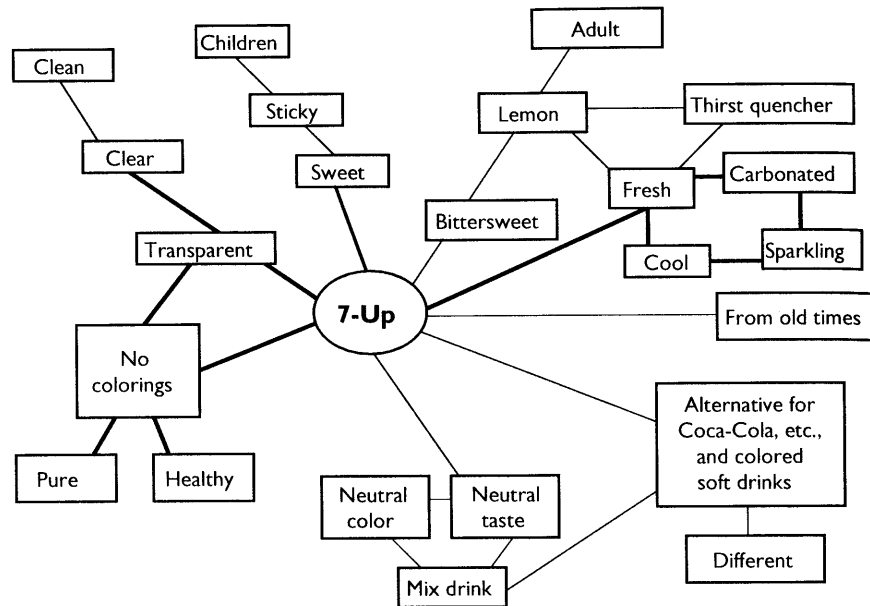 Adult
Children
Clean
Sticky
Lemon
Thirst quencher
Clear
Sweet
Fresh
Carbonated
Bittersweet
Transparent
Cool
Sparkling
7-Up
From old times
No
colorings
Alternative for
Coca-Cola, etc.,
and colored
soft drinks
Pure
Healthy
Neutral
color
Neutral
taste
Different
Mix drink